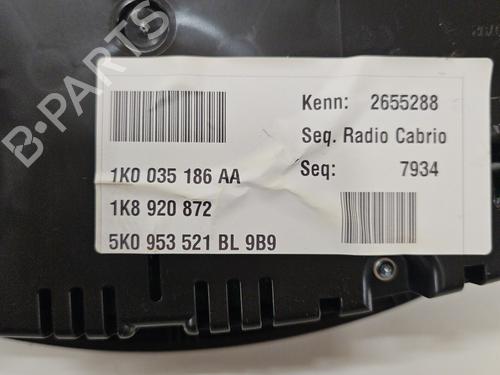 Kenn: 2655288
Seq. Radio Cabrio
Seq: 7934
1K0 035 186 AA
1K8 920 872
5K0 953 521 BL 9B9
B-PARTS